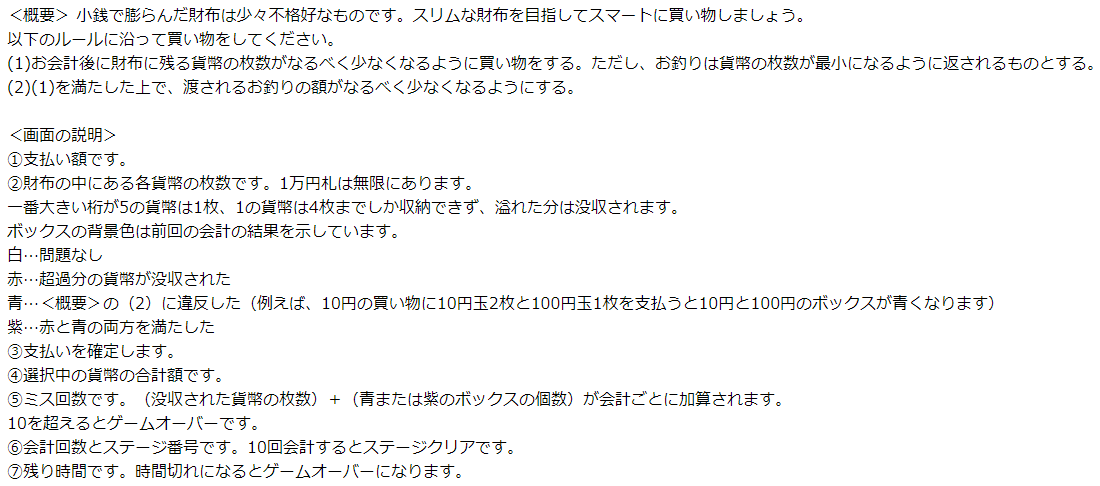 ＜概要＞ 小銭で膨らんだ財布は少々不格好なものです。スリムな財布を目指してスマートに買い物しましょう。
以下のルールに沿って買い物をしてください。
(1)お会計後に財布に残る貨幣の枚数がなるべく少なくなるように買い物をする。ただし、お釣りは貨幣の枚数が最小になるように返されるものとする。
(2)(1)を満たした上で、渡されるお釣りの額がなるべく少なくなるようにする。
＜画面の説明＞
①支払い額です。
②財布の中にある各貨幣の枚数です。1万円札は無限にあります。
一番大きい桁が5の貨幣は1枚、1の貨幣は4枚までしか収納できず、溢れた分は没収されます。
ボックスの背景色は前回の会計の結果を示しています。
白…問題なし
赤…超過分の貨幣が没収された
青…＜概要＞の（2）に違反した（例えば、10円の買い物に10円玉2枚と100円玉1枚を支払うと10円と100円のボックスが青くなります）
紫…赤と青の両方を満たした
③支払いを確定します。
④選択中の貨幣の合計額です。
⑤ミス回数です。（没収された貨幣の枚数）＋（青または紫のボックスの個数）が会計ごとに加算されます。
10を超えるとゲームオーバーです。
⑥会計回数とステージ番号です。10回会計するとステージクリアです。
⑦残り時間です。時間切れになるとゲームオーバーになります。